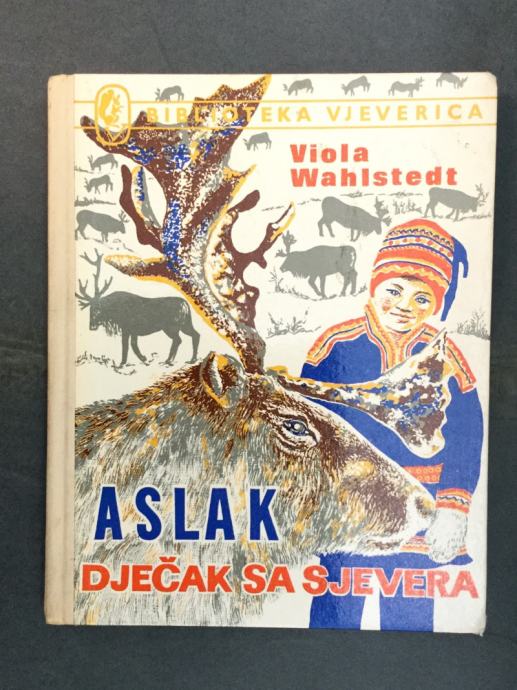 BIBLIOTEKA VJEVERICA
Viola
Wahlstedt
ASLAK
DJEČAK SA SJEVERA